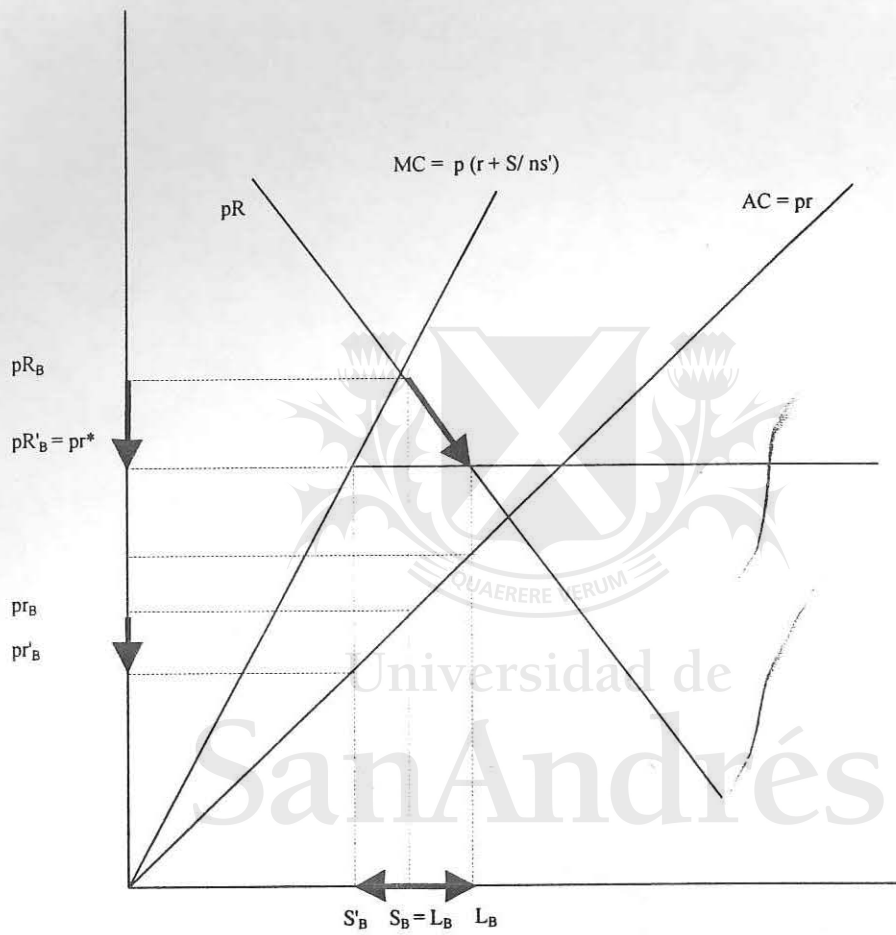 MC = p (r + S/ ns')
pR
AC = pr
pR_B
pR'_B = pr*
QUAERERE VERUM
pr_B
pr'_B
Universidad de
SanAndrés
S'_B S_B = L_B L_B